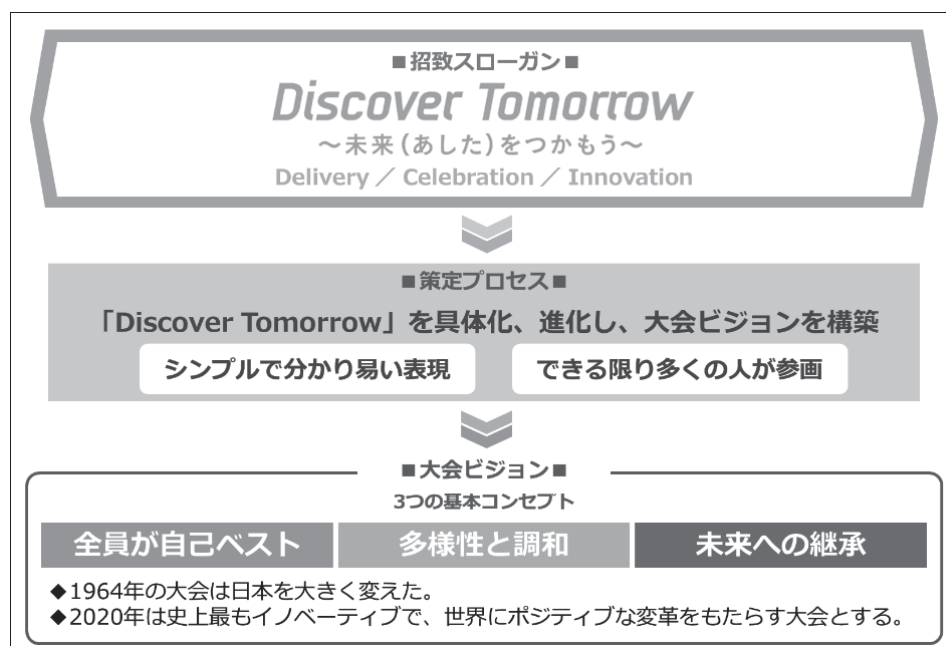 ■招致スローガン■
Discover Tomorrow
～未来(あした)をつかもう～
Delivery ／ Celebration ／ Innovation
■策定プロセス■
「Discover Tomorrow」を具体化、進化し、大会ビジョンを構築
シンプルで分かり易い表現 できる限り多くの人が参画
■大会ビジョン■
3つの基本コンセプト
全員が自己ベスト 多様性と調和 未来への継承
◆1964年の大会は日本を大きく変えた。
◆2020年は史上最もイノベーティブで、世界にポジティブな変革をもたらす大会とする。